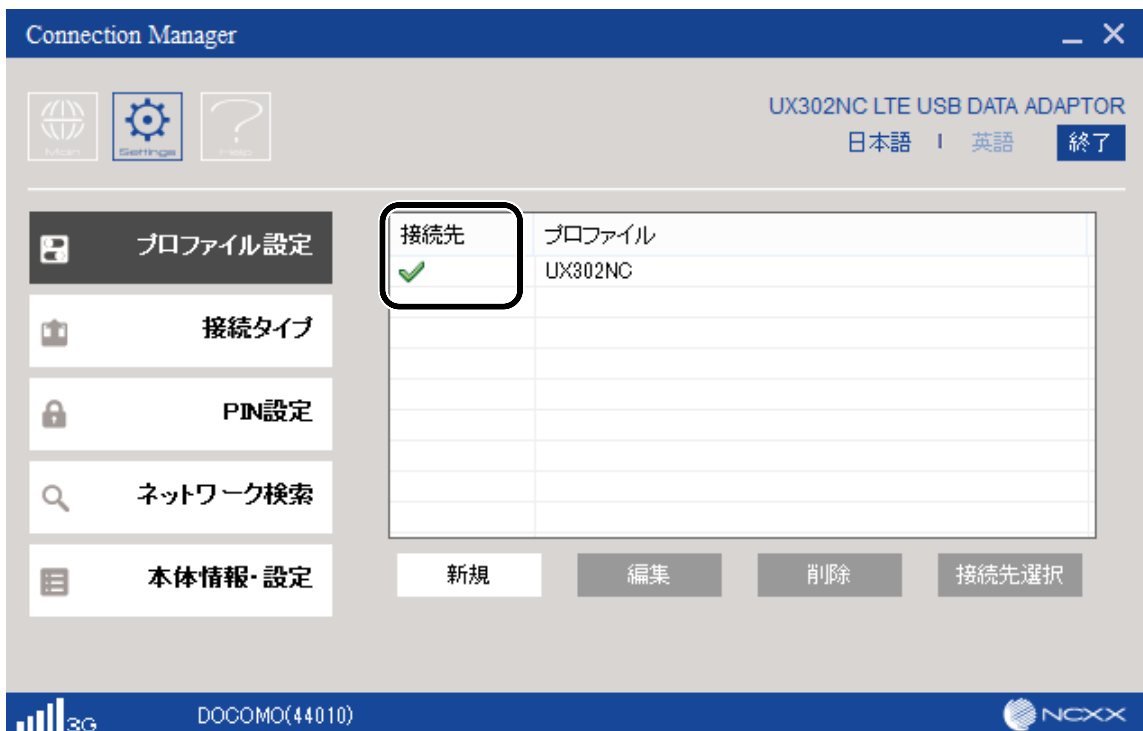 Connection Manager
UX302NC LTE USB DATA ADAPTOR
Main
Settings
Help
日本語 | 英語
終了
プロファイル設定
接続タイプ
PIN設定
ネットワーク検索
本体情報・設定
接続先 プロファイル
UX302NC
新規
編集
削除
接続先選択
3G
DOCOMO(44010)
NCXX